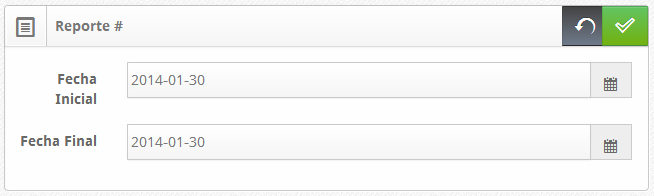 Reporte #
Fecha
Inicial
2014-01-30
Fecha Final
2014-01-30